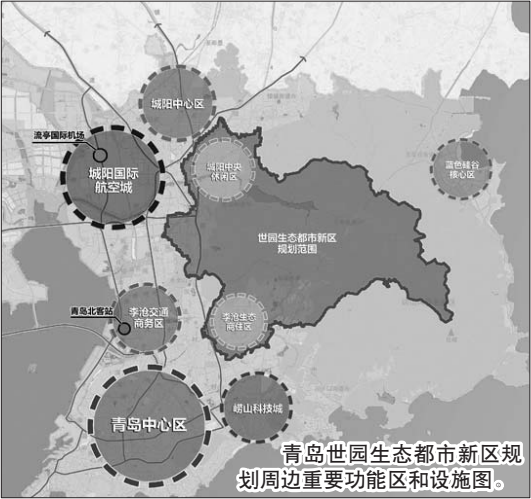 城阳中心区
流亭国际机场
城阳国际
航空城
城阳中央
休闲区
蓝色硅谷
核心区
世园生态都市新区
规划范围
青岛北客站
李沧交通
商务区
李沧生态
商住区
青岛中心区
崂山科技城
青岛世园生态都市新区规
划周边重要功能区和设施图。